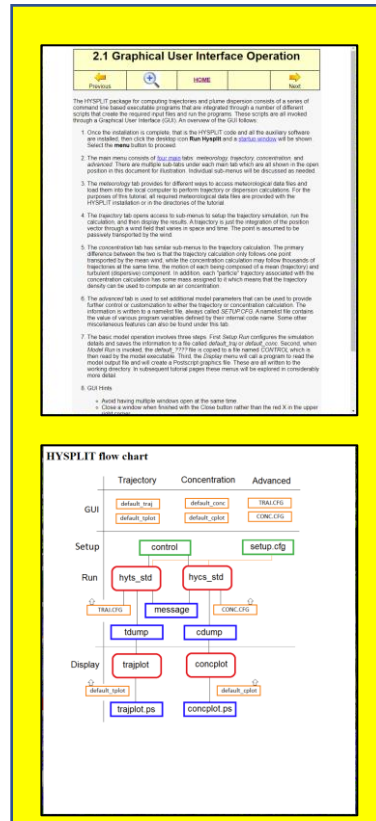 2.1 Graphical User Interface Operation
Previous
HOME
Next
The HYSPLIT package for computing trajectories and plume dispersion consists of a series of
command line based executable programs that are integrated through a number of different
scripts that create the required input files and run the programs. These scripts are all invoked
through a Graphical User Interface (GUI). An overview of the GUI follows:
1. Once the installation is complete, that is the HYSPLIT code and all the auxiliary software
are installed, then click the desktop icon Run Hysplit and a startup window will be shown.
Select the menu button to proceed.
2. The main menu consists of four main tabs: meteorology, trajectory, concentration, and
advanced. There are multiple sub-tabs under each main tab which are all shown in the open
position in this document for illustration. Individual sub-menus will be discussed as needed.
3. The meteorology tab provides for different ways to access meteorological data files and
load them into the local computer to perform trajectory or dispersion calculations. For the
purposes of this tutorial, all required meteorological data files are provided with the
HYSPLIT installation or in the directories of the tutorial.
4. The trajectory tab opens access to sub-menus to setup the trajectory simulation, run the
calculation, and then display the results. A trajectory is just the integration of the position
vector through a wind field that varies in space and time. The point is assumed to be
passively transported by the wind.
5. The concentration tab has similar sub-menus to the trajectory calculation. The primary
difference between the two is that the trajectory calculation only follows one point
transported by the mean wind, while the concentration calculation may follow thousands of
trajectories at the same time, the motion of each being composed of a mean (trajectory) and
turbulent (dispersive) component. In addition, each "particle" trajectory associated with the
concentration calculation has some mass assigned to it which means that the trajectory
density can be used to compute an air concentration.
6. The advanced tab is used to set additional model parameters that can be used to provide
further control or customization to either the trajectory or concentration calculation. The
information is written to a namelist file, always called SETUP.CFG. A namelist file contains
the value of various program variables defined by their internal code name. Some other
miscellaneous features can also be found under this tab.
7. The basic model operation involves three steps. First, Setup Run configures the simulation
details and saves the information to a file called default_traj or default_conc. Second, when
Model Run is invoked, the default_???? file is copied to a file named CONTROL which is
then read by the model executable. Third, the Display menu will call a program to read the
model output file and will create a Postscript graphics file. These are all written to the
working directory. In subsequent tutorial pages these menus will be explored in considerably
more detail.
8. GUI Hints
Avoid having multiple windows open at the same time.
Close a window when finished with the Close button rather than the red X in the upper
HYSPLIT flow chart
Trajectory Concentration Advanced
GUI
default_traj default_conc TRAJ.CFG
default_tplot default_cplot CONC.CFG
Setup control setup.cfg
Run hyts_std hycs_std
TRAJ.CFG message CONC.CFG
tdump cdump
Display trajplot concplot
default_tplot default_cplot
trajplot.ps concplot.ps